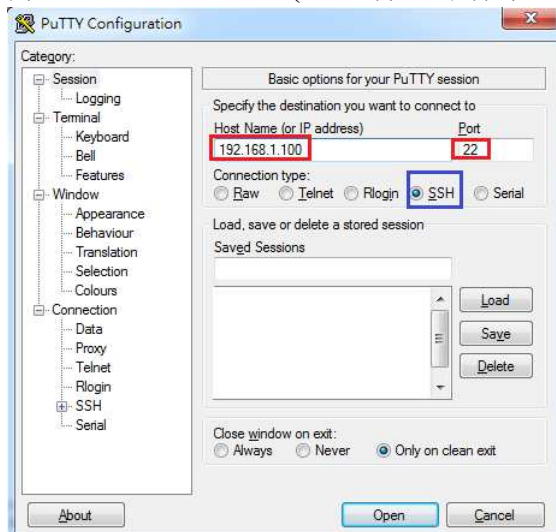 PuTTY Configuration
Category:
Session
Logging
Terminal
Keyboard
Bell
Features
Window
Appearance
Behaviour
Translation
Selection
Colours
Connection
Data
Proxy
Telnet
Rlogin
SSH
Serial
Basic options for your PuTTY session
Specify the destination you want to connect to
Host Name (or IP address) Port
192.168.1.100 22
Connection type:
Raw Telnet Rlogin SSH Serial
Load, save or delete a stored session
Saved Sessions
Load
Save
Delete
Close window on exit:
Always Never Only on clean exit
About Open Cancel